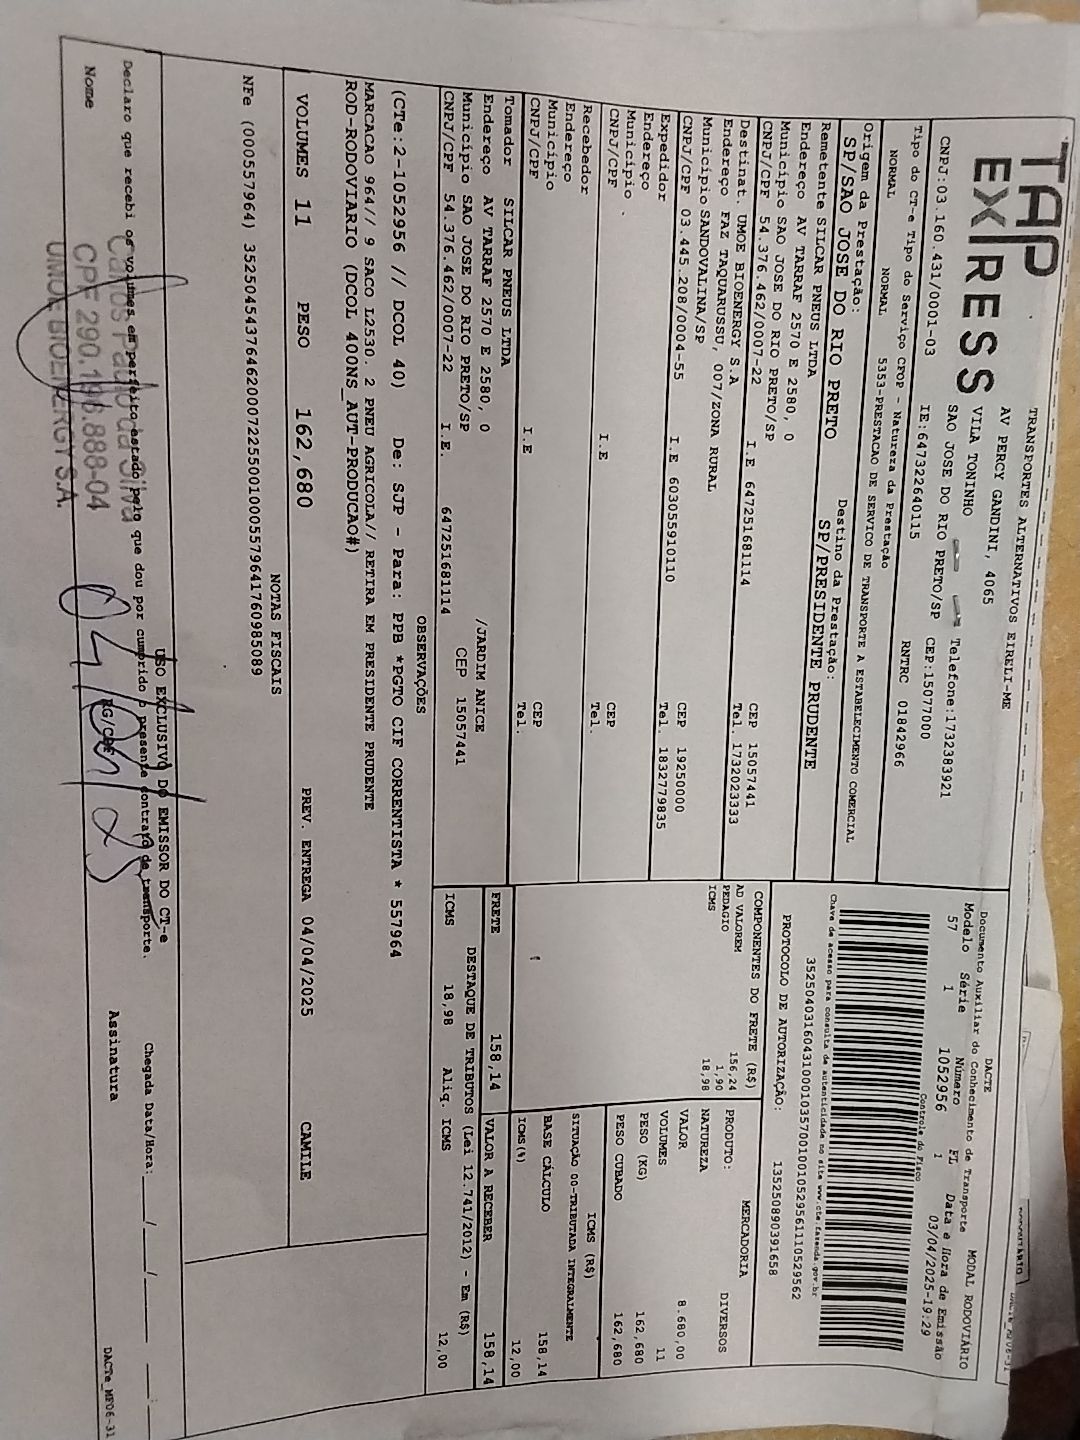 TAP
EXPRESS
TRANSPORTES ALTERNATIVOS EIRELI-ME
AV PERCY GANDINI, 4065
VILA TONINHO Telefone:1732383921
SAO JOSE DO RIO PRETO/SP CEP:15077000
CNPJ:03.160.431/0001-03 IE:647322640115 RNTRC 01842966
Tipo do CT-e Tipo do Serviço CFOP - Natureza da Prestação
NORMAL NORMAL 5353-PRESTACAO DE SERVICO DE TRANSPORTE A ESTABELECIMENTO COMERCIAL
Origem da Prestação: Destino da Prestação:
SP/SAO JOSE DO RIO PRETO SP/PRESIDENTE PRUDENTE
Remetente SILCAR PNEUS LTDA
Endereço AV TARRAF 2570 E 2580, 0
Município SAO JOSE DO RIO PRETO/SP CEP 15057441
CNPJ/CPF 54.376.462/0007-22 I.E 647251681114 Tel. 1732023333
Destinat. UMOE BIOENERGY S.A
Endereço FAZ TAQUARUSSU, 007/ZONA RURAL
Município SANDOVALINA/SP CEP 19250000
CNPJ/CPF 03.445.208/0004-55 I.E 603055910110 Tel. 18327779835
Expedidor
Endereço
Município CEP
CNPJ/CPF I.E Tel.
Recebedor
Endereço
Município CEP
CNPJ/CPF I.E Tel.
Tomador SILCAR PNEUS LTDA
Endereço AV TARRAF 2570 E 2580, 0 /JARDIM ANICE
Município SAO JOSE DO RIO PRETO/SP CEP 15057441
CNPJ/CPF 54.376.462/0007-22 I.E. 647251681114
DACTE
Documento Auxiliar do Conhecimento de Transporte MODAL RODOVIÁRIO
Modelo Série Número FL Data e Hora de Emissão
57 1 1052956 1 03/04/2025-19:29
Controle do Fisco
Chave de acesso para consulta de autenticidade no site www.cte.fazenda.gov.br
35250403160431000103570010010529561110529562
PROTOCOLO DE AUTORIZAÇÃO: 135250890391658
COMPONENTES DO FRETE (R$)
AD VALOREM 156,24
PEDAGIO 1,90
ICMS 18,98
MERCADORIA
PRODUTO: DIVERSOS
NATUREZA
VALOR 8.680,00
VOLUMES 11
PESO (KG) 162,680
PESO CUBADO 162,680
ICMS (R$)
SITUAÇÃO 00-TRIBUTADA INTEGRALMENTE
BASE CÁLCULO 158,14
ICMS(%) 12,00
FRETE 158,14 VALOR A RECEBER 158,14
DESTAQUE DE TRIBUTOS (Lei 12.741/2012) - Em (R$)
ICMS 18,98 Aliq. ICMS 12,00
OBSERVAÇÕES
(CTe:2-1052956 // DCOL 40) De: SJP - Para: PPB *PGTO CIF CORRENTISTA * 557964
MARCACAO 964// 9 SACO L2530. 2 PNEU AGRICOLA// RETIRA EM PRESIDENTE PRUDENTE
ROD-RODOVIARIO (DCOL 400NS AUT-PRODUCAO#)
VOLUMES 11 PESO 162,680 PREV. ENTREGA 04/04/2025 CAMILE
NOTAS FISCAIS
NFe (000557964) 35250454376462000722550010005579641760985089
USO EXCLUSIVO DO EMISSOR DO CT-e
Declaro que recebi os volumes em perfeito estado pelo que dou por cumprido o presente contrato de transporte.
Chegada Data/Hora: ___/___/___ ___:___
Nome RG/CPF Assinatura
Paulo da Silva
CPF 290.196.888-04
UMOE BIOENERGY S.A.
04/04/25
DACTe_MF06-31